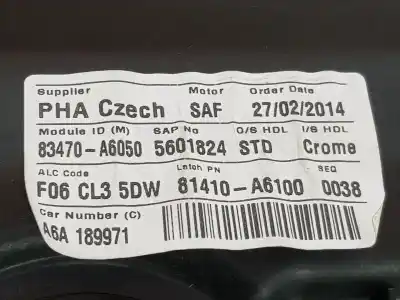 Supplier Motor Order Date
PHA Czech SAF 27/02/2014
Module ID (M) SAP No O/S HDL I/S HDL
83470-A6050 5601824 STD Crome
ALC Code Latch PN SEQ
F06 CL3 5DW 81410-A6100 0038
Car Number (C)
A6A 189971